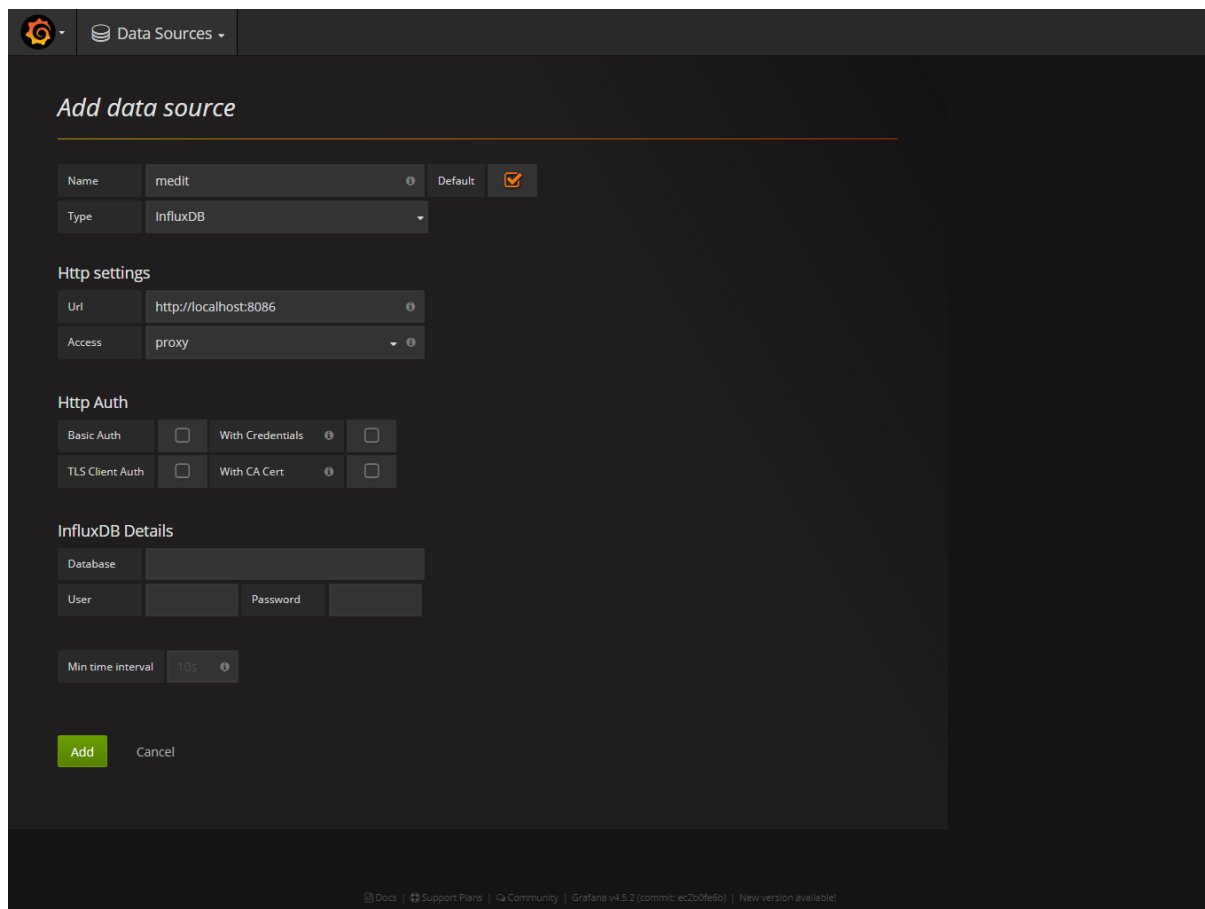 Data Sources
Add data source
Name medit Default
Type InfluxDB
Http settings
Url http://localhost:8086
Access proxy
Http Auth
Basic Auth With Credentials
TLS Client Auth With CA Cert
InfluxDB Details
Database
User Password
Min time interval 10s
Add Cancel
Docs | Support Plans | Community | Grafana v4.5.2 (commit: ec2b0fe6b) | New version available!